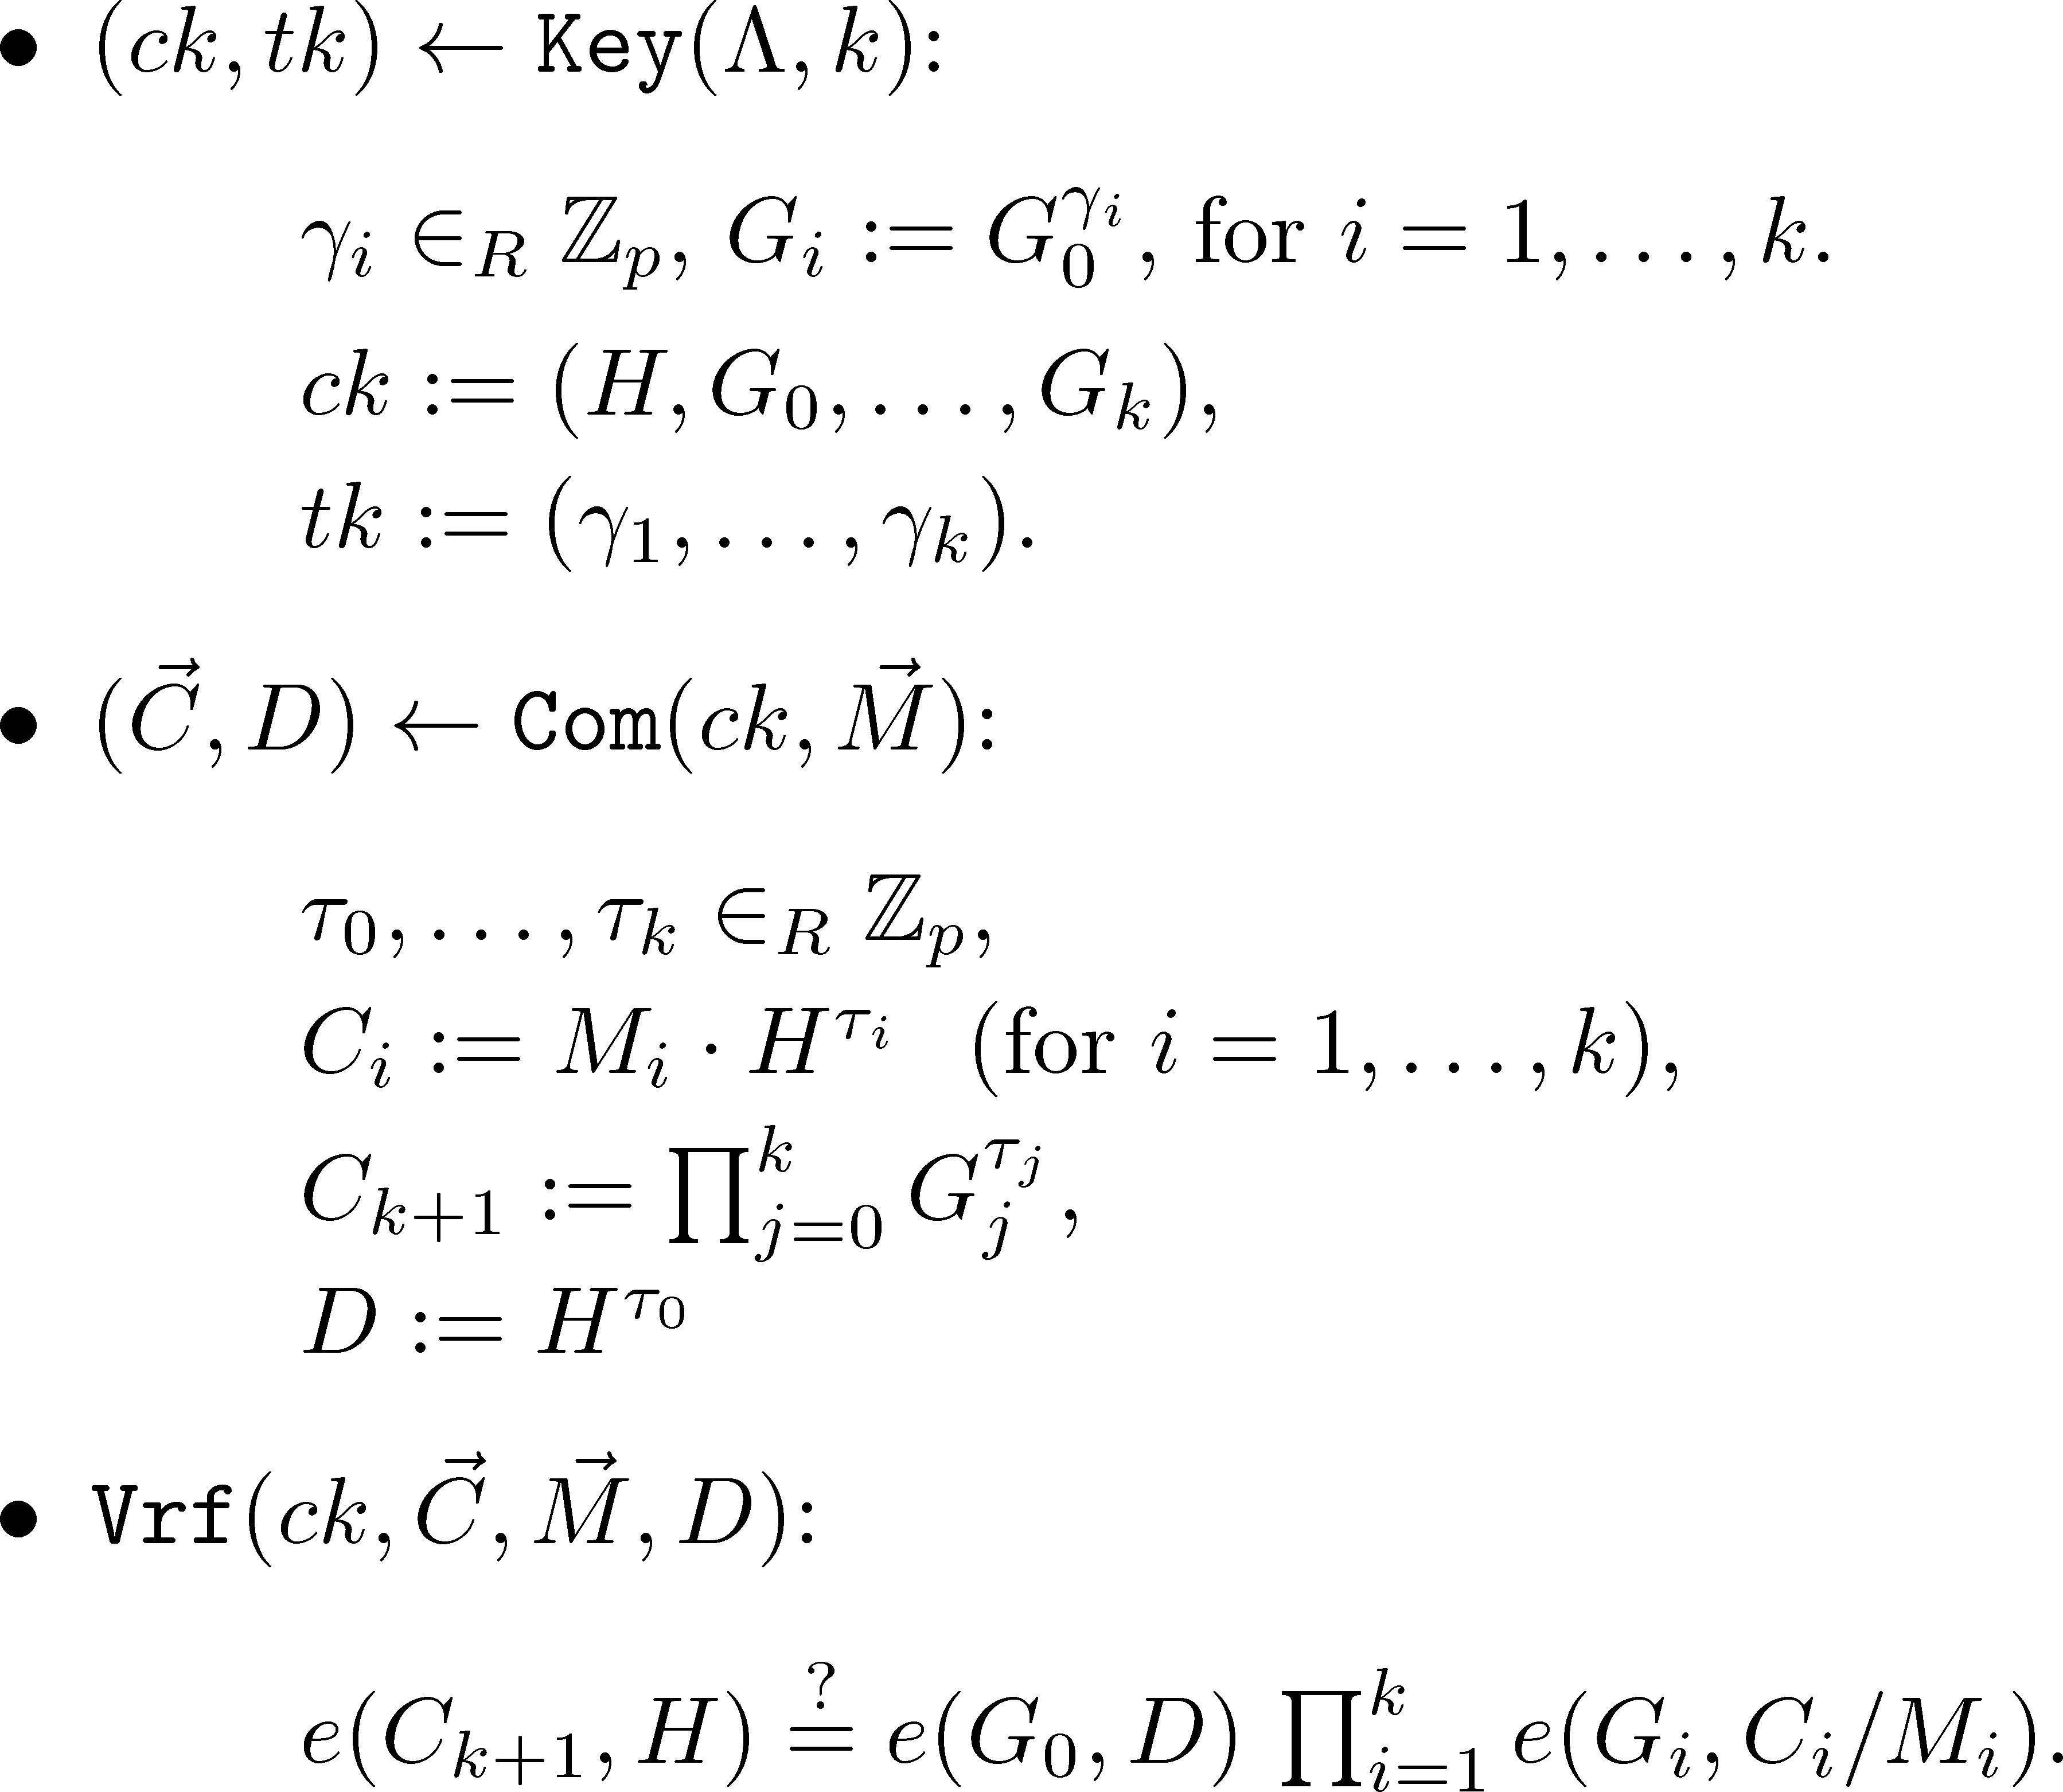 • (ck, tk) ← Key(Λ, k):
γ_i ∈_R ℤ_p, G_i := G_0^{γ_i}, for i = 1, . . . , k.
ck := (H, G_0, . . . , G_k),
tk := (γ_1, . . . , γ_k).
• (C⃗, D) ← Com(ck, M⃗):
τ_0, . . . , τ_k ∈_R ℤ_p,
C_i := M_i · H^{τ_i} (for i = 1, . . . , k),
C_{k+1} := ∏_{j=0}^{k} G_j^{τ_j},
D := H^{τ_0}
• Vrf(ck, C⃗, M⃗, D):
e(C_{k+1}, H) ≟ e(G_0, D) ∏_{i=1}^{k} e(G_i, C_i/M_i).